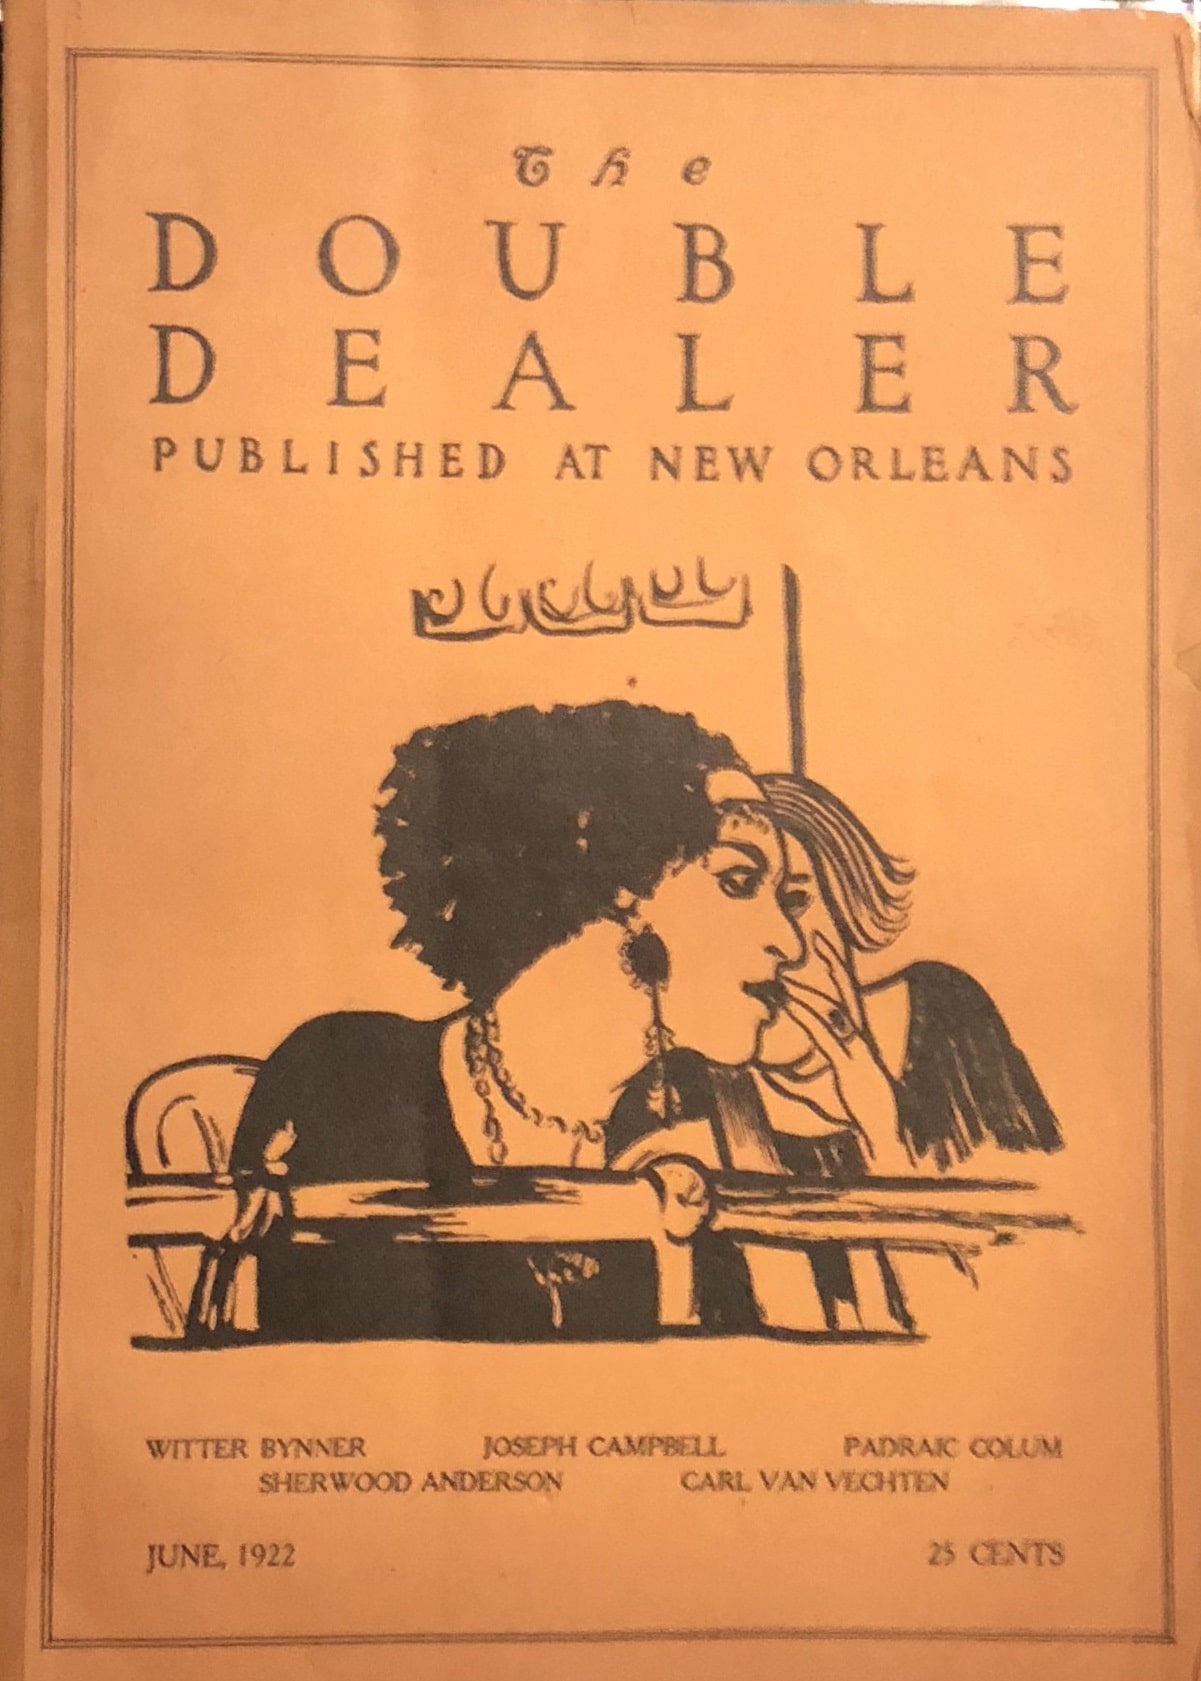 The
DOUBLE
DEALER
PUBLISHED AT NEW ORLEANS
WITTER BYNNER JOSEPH CAMPBELL PADRAIC COLUM
SHERWOOD ANDERSON CARL VAN VECHTEN
JUNE, 1922 25 CENTS